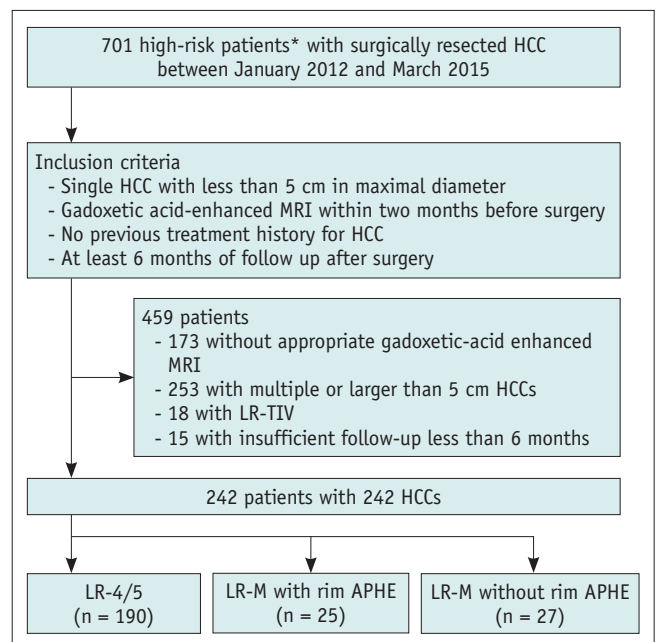 701 high-risk patients* with surgically resected HCC
between January 2012 and March 2015
Inclusion criteria
- Single HCC with less than 5 cm in maximal diameter
- Gadoxetic acid-enhanced MRI within two months before surgery
- No previous treatment history for HCC
- At least 6 months of follow up after surgery
459 patients
- 173 without appropriate gadoxetic-acid enhanced
MRI
- 253 with multiple or larger than 5 cm HCCs
- 18 with LR-TIV
- 15 with insufficient follow-up less than 6 months
242 patients with 242 HCCs
LR-4/5
(n = 190)
LR-M with rim APHE
(n = 25)
LR-M without rim APHE
(n = 27)